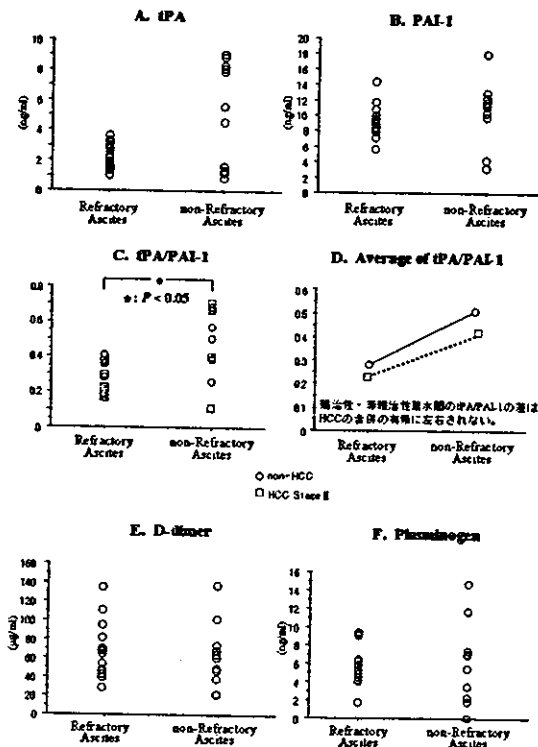 A. tPA
B. PAI-1
(ng/ml)
10
8
6
4
2
0
Refractory
Ascites
non-Refractory
Ascites
(ng/ml)
20
18
16
14
12
10
8
6
4
2
0
Refractory
Ascites
non-Refractory
Ascites
C. tPA/PAI-1
D. Average of tPA/PAI-1
*
*: P < 0.05
0.8
0.6
0.4
0.2
0
Refractory
Ascites
non-Refractory
Ascites
0.6
0.5
0.4
0.3
0.2
0.1
0
難治性・非難治性腹水間のtPA/PAI-1の差は
HCCの合併の有無に左右されない。
Refractory
Ascites
non-Refractory
Ascites
non-HCC
HCC Stage
E. D-dimer
F. Plasminogen
(μg/ml)
160
140
120
100
80
60
40
20
0
Refractory
Ascites
non-Refractory
Ascites
(ng/ml)
16
14
12
10
8
6
4
2
0
Refractory
Ascites
non-Refractory
Ascites